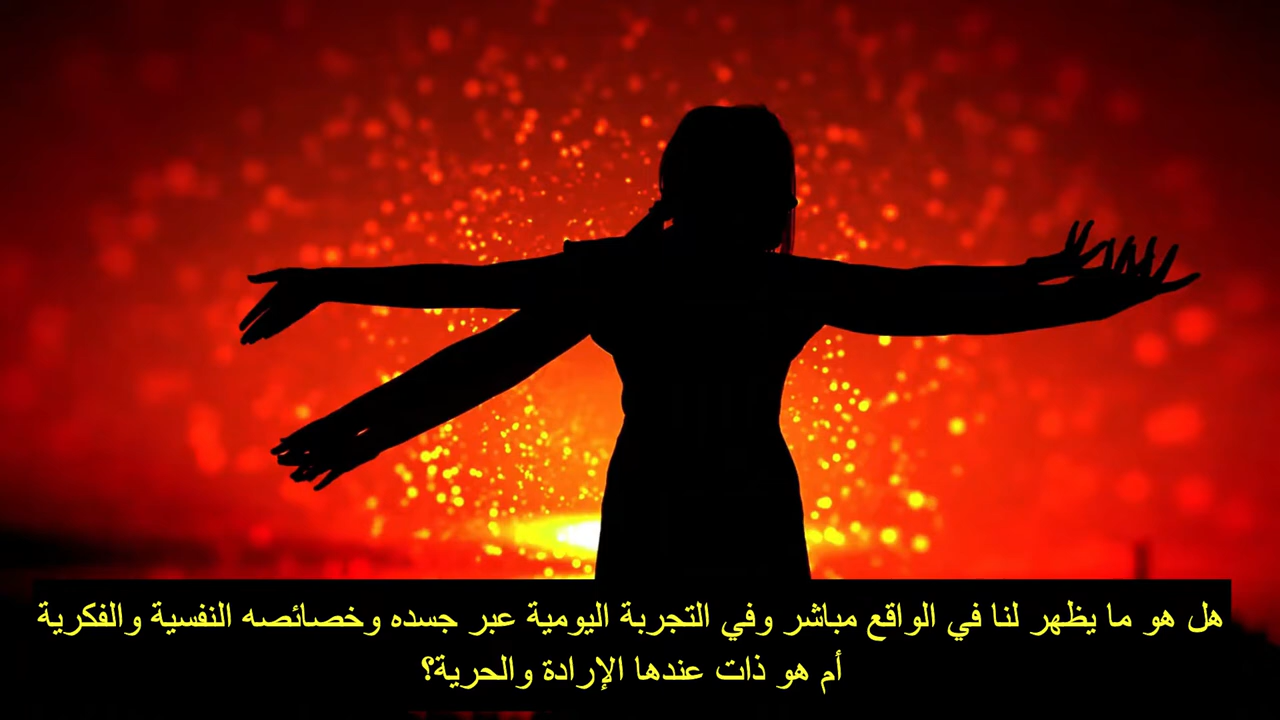 هل هو ما يظهر لنا في الواقع مباشر وفي التجربة اليومية عبر جسده وخصائصه النفسية والفكرية
أم هو ذات عندها الإرادة والحرية؟